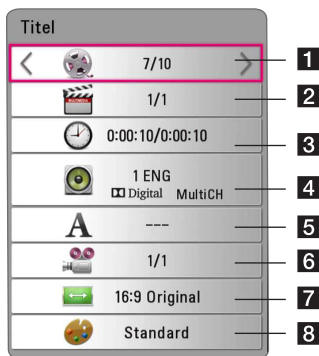 Titel
7/10 1
MULTIMEDIA 1/1 2
0:00:10/0:00:10 3
1 ENG
Digital MultiCH 4
A --- 5
1/1 6
16:9 Original 7
Standard 8